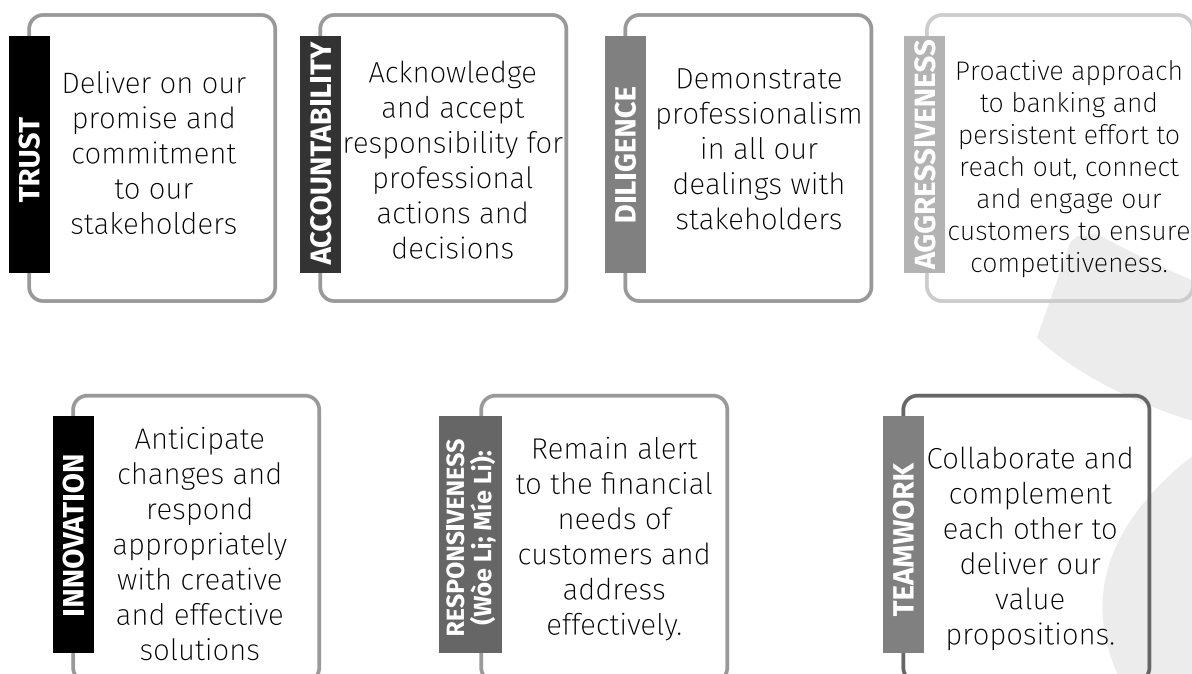 TRUST
Deliver on our
promise and
commitment
to our
stakeholders
ACCOUNTABILITY
Acknowledge
and accept
responsibility for
professional
actions and
decisions
DILIGENCE
Demonstrate
professionalism
in all our
dealings with
stakeholders
AGGRESSIVENESS
Proactive approach
to banking and
persistent effort to
reach out, connect
and engage our
customers to ensure
competitiveness.
INNOVATION
Anticipate
changes and
respond
appropriately
with creative
and effective
solutions
RESPONSIVENESS
(Wòe Li; Míe Li):
Remain alert
to the financial
needs of
customers and
address
effectively.
TEAMWORK
Collaborate and
complement
each other to
deliver our
value
propositions.